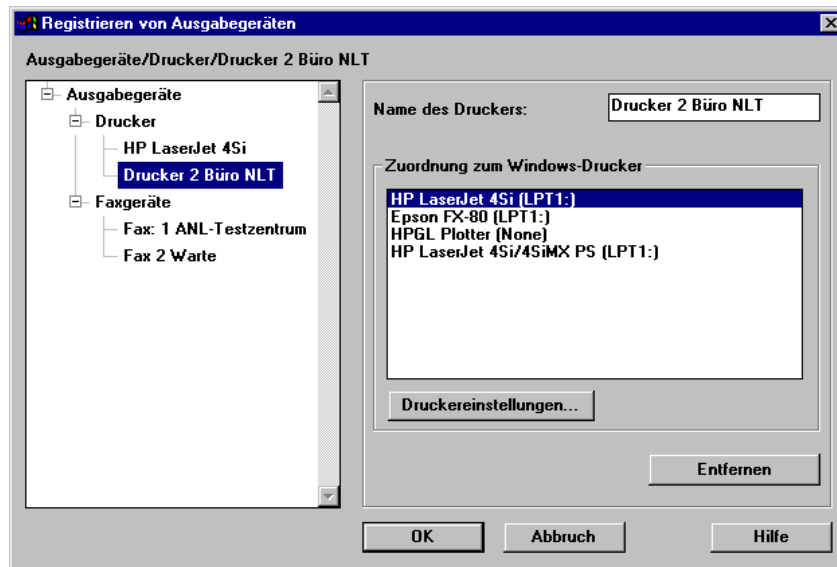 Registrieren von Ausgabegeräten
Ausgabegeräte/Drucker/Drucker 2 Büro NLT
Ausgabegeräte
Drucker
HP LaserJet 4Si
Drucker 2 Büro NLT
Faxgeräte
Fax: 1 ANL-Testzentrum
Fax 2 Warte
Name des Druckers:
Drucker 2 Büro NLT
Zuordnung zum Windows-Drucker
HP LaserJet 4Si (LPT1:)
Epson FX-80 (LPT1:)
HPGL Plotter (None)
HP LaserJet 4Si/4SiMX PS (LPT1:)
Druckereinstellungen...
Entfernen
OK
Abbruch
Hilfe